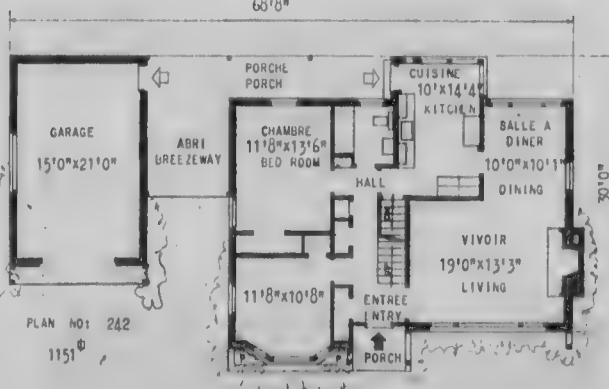 68'8"
PORCHE
PORCH
CUISINE
10'1"X14'4"
KITCHEN
GARAGE
15'0"X21'0"
ABRI
BREEZEWAY
CHAMBRE
11'8"X13'6"
BED ROOM
SALLE A
DINER
10'0"X10'1"
DINING
30'0"
HALL
VIVOIR
19'0"X13'3"
LIVING
11'8"X10'8"
ENTREE
ENTRY
PORCH
P
P
PLAN NO: 242
1151